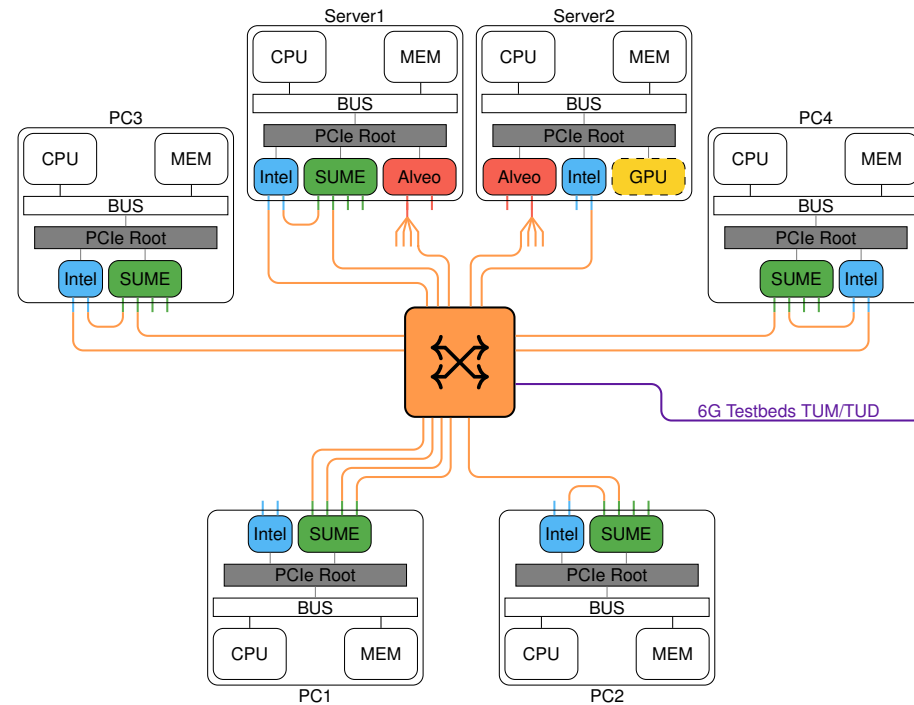 Server1
CPU
MEM
BUS
PCIe Root
Intel
SUME
Alveo
Server2
CPU
MEM
BUS
PCIe Root
Alveo
Intel
GPU
PC3
CPU
MEM
BUS
PCIe Root
Intel
SUME
PC4
CPU
MEM
BUS
PCIe Root
SUME
Intel
6G Testbeds TUM/TUD
Intel
SUME
PCIe Root
BUS
CPU
MEM
PC1
Intel
SUME
PCIe Root
BUS
CPU
MEM
PC2